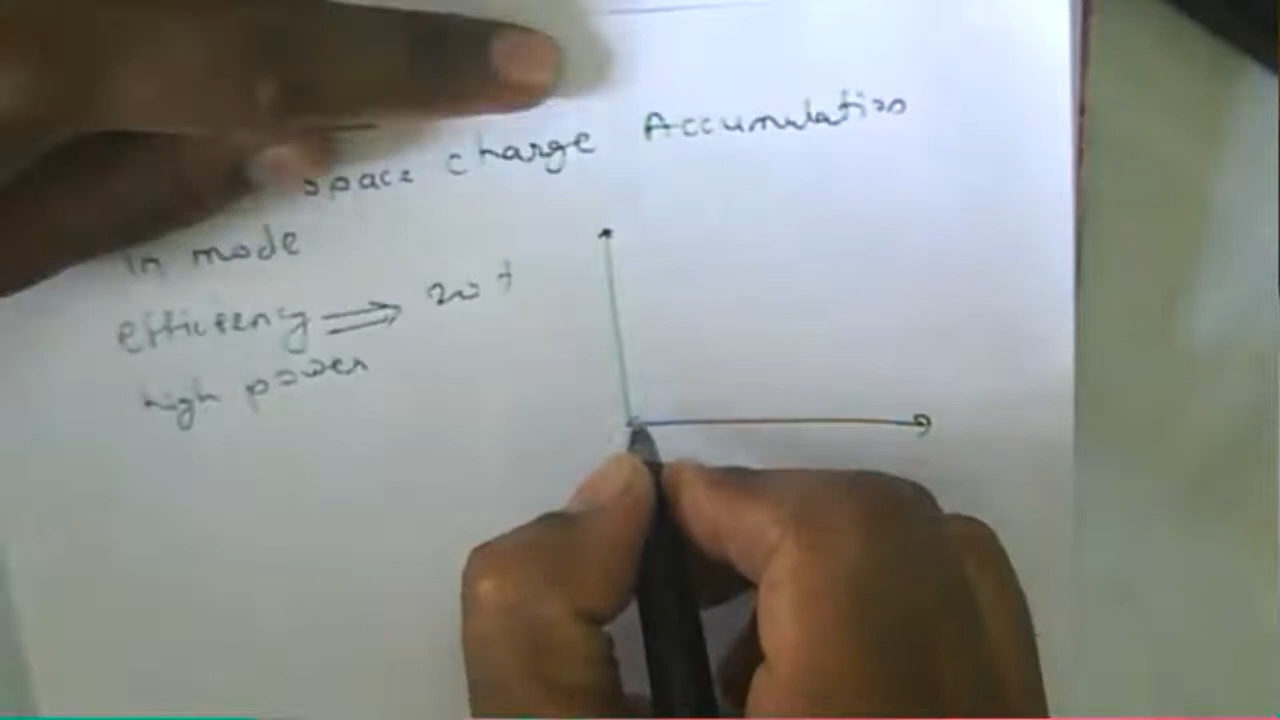 space charge Accumulation
in mode
efficiency ⇒ 20
high power